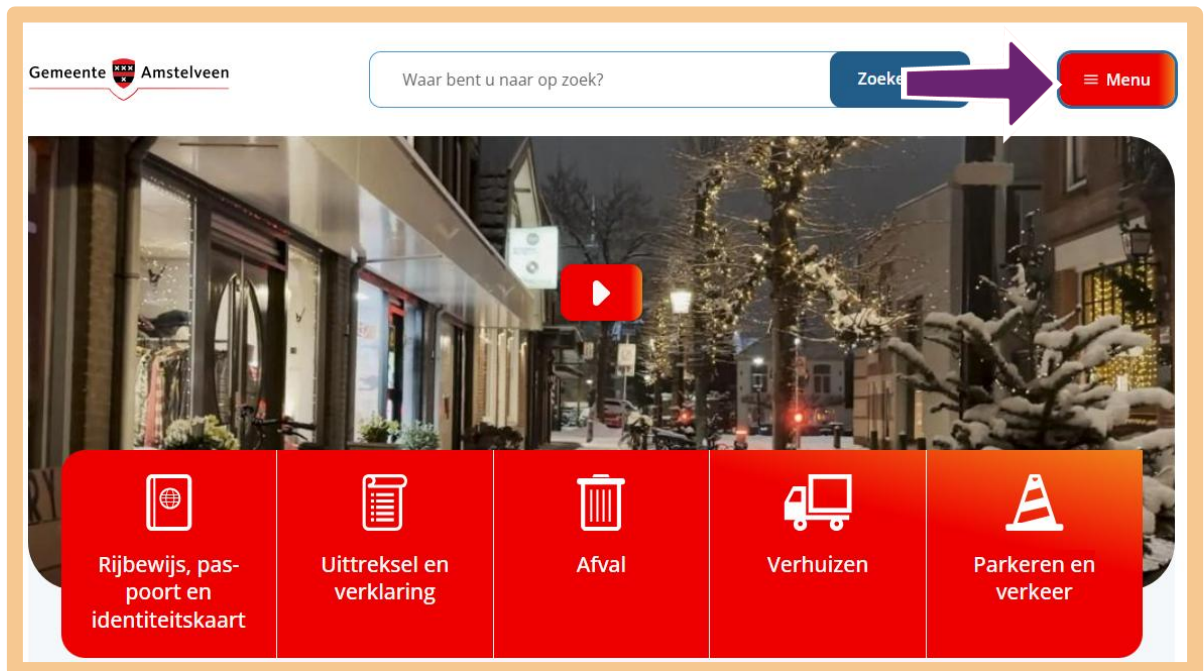 Gemeente Amstelveen
Waar bent u naar op zoek?
Menu
Rijbewijs, pas-
poort en
identiteitskaart
Uittreksel en
verklaring
Afval
Verhuizen
Parkeren en
verkeer